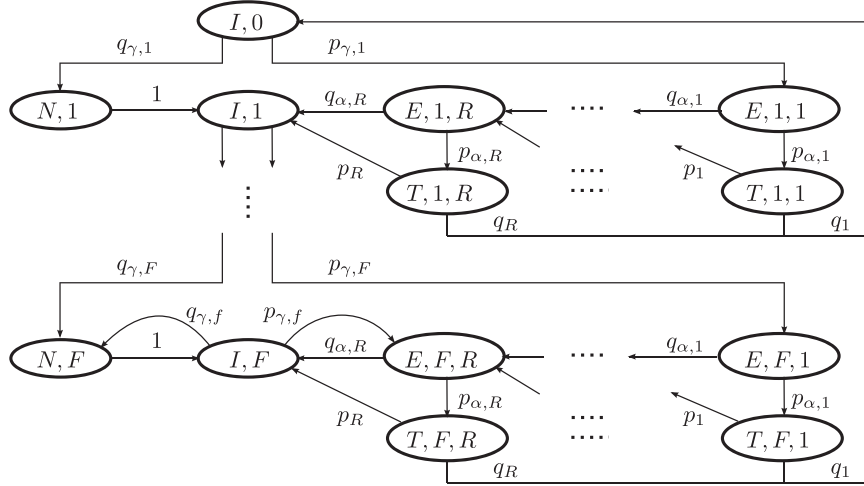 I, 0
q_{γ,1} p_{γ,1}
N, 1 1 I, 1 q_{α,R} E, 1, R .... q_{α,1} E, 1, 1
p_R p_{α,R} .... p_1 p_{α,1}
⋮ T, 1, R ..... T, 1, 1
q_R q_1
q_{γ,F} p_{γ,F}
q_{γ,f} p_{γ,f}
N, F 1 I, F q_{α,R} E, F, R .... q_{α,1} E, F, 1
p_R p_{α,R} .... p_1 p_{α,1}
T, F, R ..... T, F, 1
q_R q_1